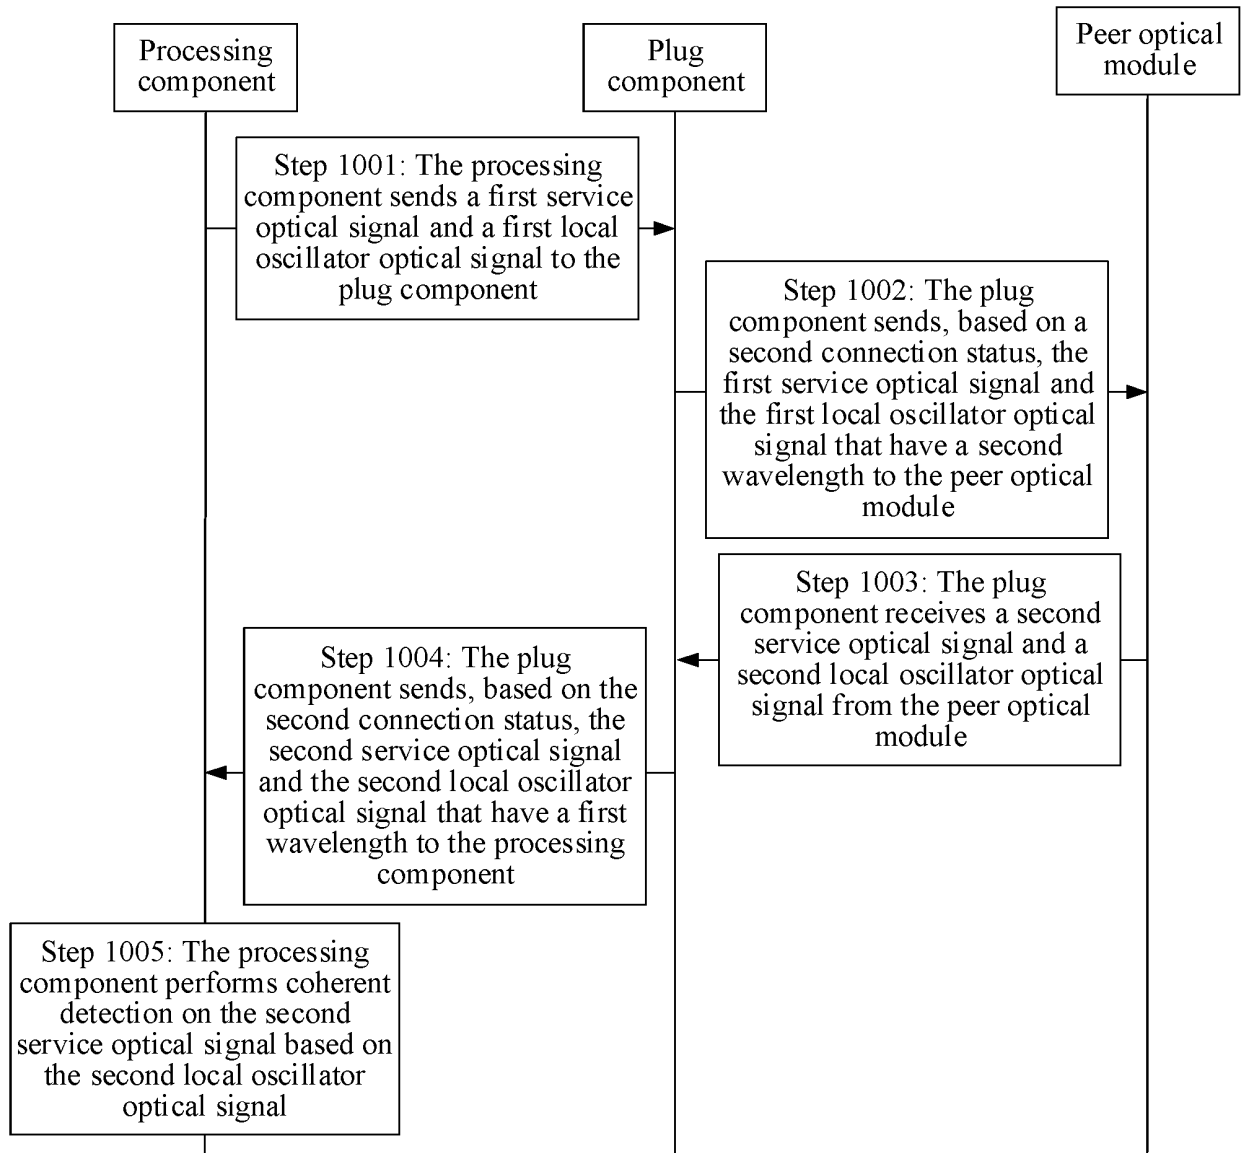 Processing
component
Plug
component
Peer optical
module
Step 1001: The processing
component sends a first service
optical signal and a first local
oscillator optical signal to the
plug component
Step 1002: The plug
component sends, based on a
second connection status, the
first service optical signal and
the first local oscillator optical
signal that have a second
wavelength to the peer optical
module
Step 1003: The plug
component receives a second
service optical signal and a
second local oscillator optical
signal from the peer optical
module
Step 1004: The plug
component sends, based on the
second connection status, the
second service optical signal
and the second local oscillator
optical signal that have a first
wavelength to the processing
component
Step 1005: The processing
component performs coherent
detection on the second
service optical signal based on
the second local oscillator
optical signal